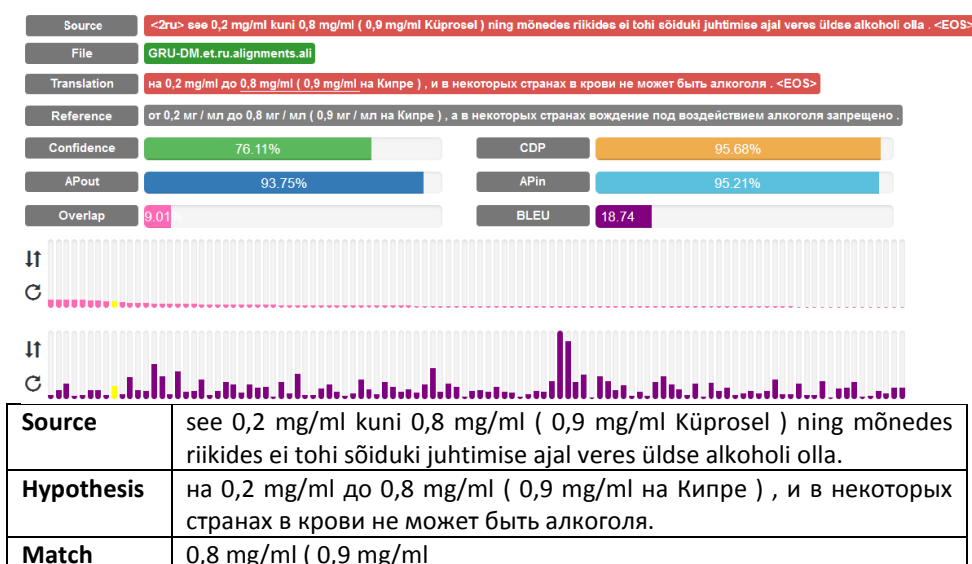 Source <2ru> see 0,2 mg/ml kuni 0,8 mg/ml ( 0,9 mg/ml Küprosel ) ning mõnedes riikides ei tohi sõiduki juhtimise ajal veres üldse alkoholi olla . <EOS>
File GRU-DM.et.ru.alignments.ali
Translation на 0,2 mg/ml до 0,8 mg/ml ( 0,9 mg/ml на Кипре ) , и в некоторых странах в крови не может быть алкоголя . <EOS>
Reference от 0,2 мг / мл до 0,8 мг / мл ( 0,9 мг / мл на Кипре ) , а в некоторых странах вождение под воздействием алкоголя запрещено .
Confidence 76.11% CDP 95.68%
APout 93.75% APin 95.21%
Overlap 9.01 BLEU 18.74
Source see 0,2 mg/ml kuni 0,8 mg/ml ( 0,9 mg/ml Küprosel ) ning mõnedes
riikides ei tohi sõiduki juhtimise ajal veres üldse alkoholi olla.
Hypothesis на 0,2 mg/ml до 0,8 mg/ml ( 0,9 mg/ml на Кипре ) , и в некоторых
странах в крови не может быть алкоголя.
Match 0,8 mg/ml ( 0,9 mg/ml